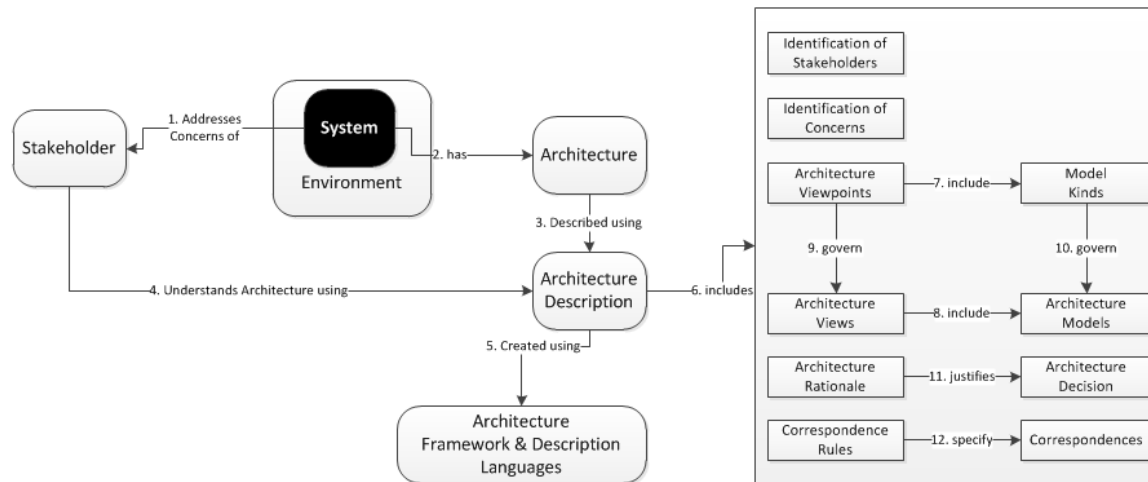 Identification of
Stakeholders
Identification of
Concerns
1. Addresses
Concerns of
System
Stakeholder
Environment
2. has
Architecture
Architecture
Viewpoints
7. include
Model
Kinds
3. Described using
9. govern
10. govern
4. Understands Architecture using
Architecture
Description
6. includes
Architecture
Views
8. include
Architecture
Models
5. Created using
Architecture
Rationale
11. justifies
Architecture
Decision
Architecture
Framework & Description
Languages
Correspondence
Rules
12. specify
Correspondences